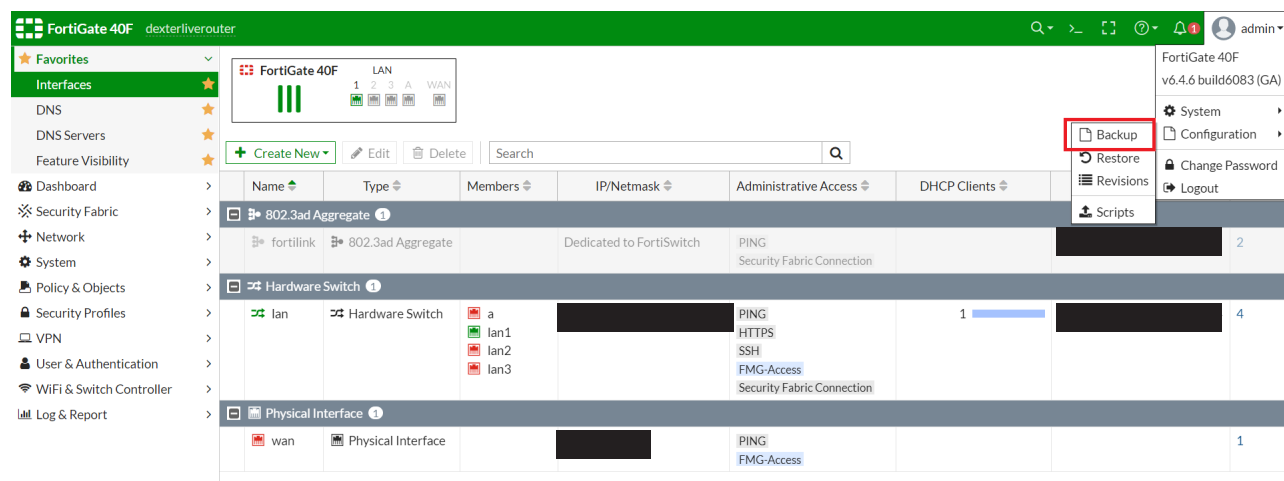 FortiGate 40F dexterliverouter admin
Favorites
Interfaces
DNS
DNS Servers
Feature Visibility
Dashboard
Security Fabric
Network
System
Policy & Objects
Security Profiles
VPN
User & Authentication
WiFi & Switch Controller
Log & Report
FortiGate 40F LAN
1 2 3 A WAN
1
FortiGate 40F
v6.4.6 build6083 (GA)
System
Configuration
Change Password
Logout
Backup
Restore
Revisions
Scripts
Create New Edit Delete Search
Name Type Members IP/Netmask Administrative Access DHCP Clients
802.3ad Aggregate 1
fortilink 802.3ad Aggregate Dedicated to FortiSwitch PING 2
Security Fabric Connection
Hardware Switch 1
lan Hardware Switch a PING 1 4
lan1 HTTPS
lan2 SSH
lan3 FMG-Access
Security Fabric Connection
Physical Interface 1
wan Physical Interface PING 1
FMG-Access